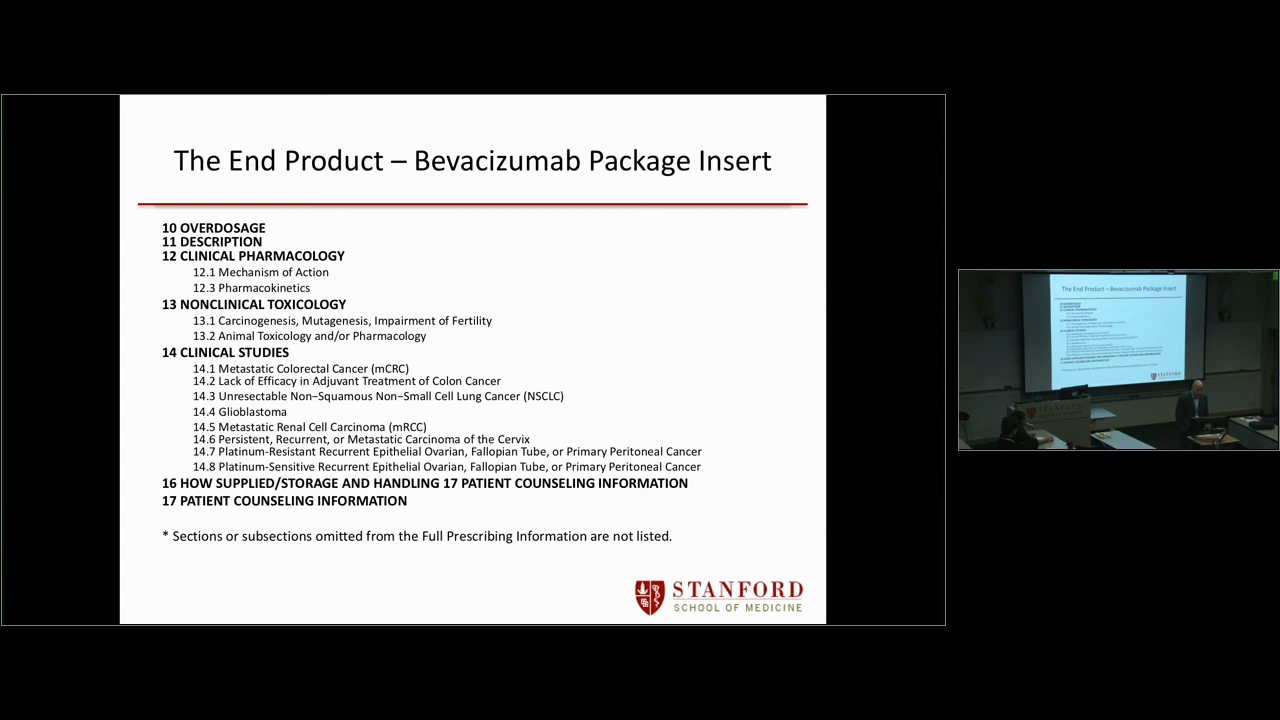 The End Product – Bevacizumab Package Insert
10 OVERDOSAGE
11 DESCRIPTION
12 CLINICAL PHARMACOLOGY
12.1 Mechanism of Action
12.3 Pharmacokinetics
13 NONCLINICAL TOXICOLOGY
13.1 Carcinogenesis, Mutagenesis, Impairment of Fertility
13.2 Animal Toxicology and/or Pharmacology
14 CLINICAL STUDIES
14.1 Metastatic Colorectal Cancer (mCRC)
14.2 Lack of Efficacy in Adjuvant Treatment of Colon Cancer
14.3 Unresectable Non−Squamous Non−Small Cell Lung Cancer (NSCLC)
14.4 Glioblastoma
14.5 Metastatic Renal Cell Carcinoma (mRCC)
14.6 Persistent, Recurrent, or Metastatic Carcinoma of the Cervix
14.7 Platinum-Resistant Recurrent Epithelial Ovarian, Fallopian Tube, or Primary Peritoneal Cancer
14.8 Platinum-Sensitive Recurrent Epithelial Ovarian, Fallopian Tube, or Primary Peritoneal Cancer
16 HOW SUPPLIED/STORAGE AND HANDLING 17 PATIENT COUNSELING INFORMATION
17 PATIENT COUNSELING INFORMATION
* Sections or subsections omitted from the Full Prescribing Information are not listed.
STANFORD
SCHOOL OF MEDICINE
The End Product – Bevacizumab Package Insert
STANFORD